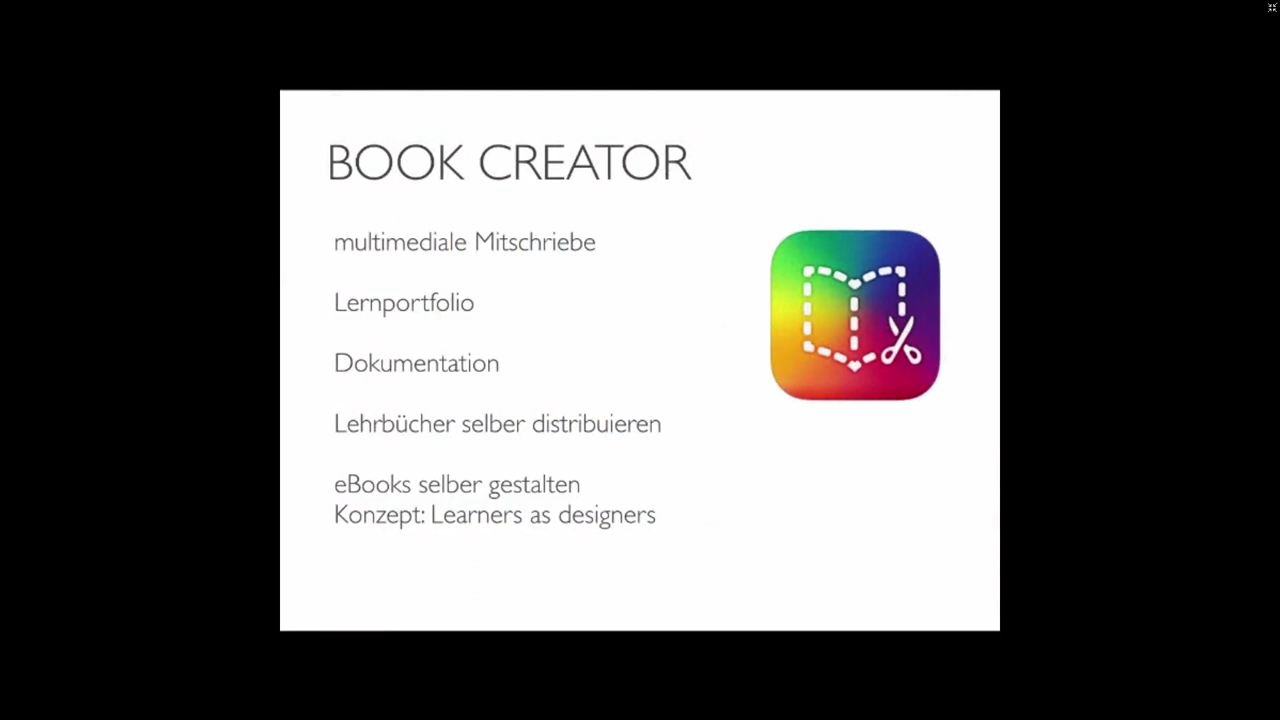 BOOK CREATOR
multimediale Mitschriebe
Lernportfolio
Dokumentation
Lehrbücher selber distribuieren
eBooks selber gestalten
Konzept: Learners as designers